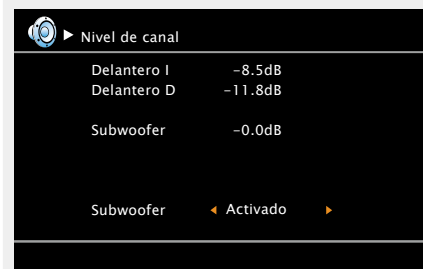 Nivel de canal
Delantero I -8.5dB
Delantero D -11.8dB
Subwoofer -0.0dB
Subwoofer Activado